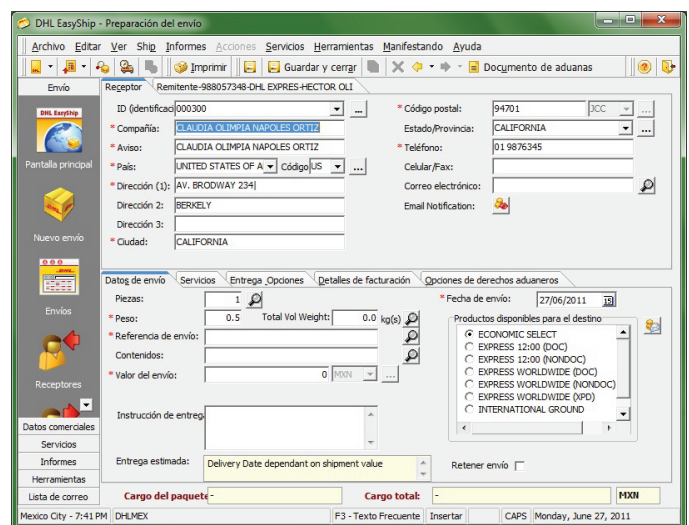 DHL EasyShip - Preparación del envío
Archivo Editar Ver Ship Informes Acciones Servicios Herramientas Manifestando Ayuda
Imprimir Guardar y cerrar Documento de aduanas
Envío
DHL EasyShip
Pantalla principal
Nuevo envío
Envíos
Receptores
Datos comerciales
Servicios
Informes
Herramientas
Lista de correo
Receptor Remitente-988057348-DHL EXPRES-HECTOR OLI
ID (identificaci 000300 ...
* Compañía: CLAUDIA OLIMPIA NAPOLES ORTIZ
* Aviso: CLAUDIA OLIMPIA NAPOLES ORTIZ
* País: UNITED STATES OF A Código US ...
* Dirección (1): AV. BRODWAY 234
Dirección 2: BERKELY
Dirección 3:
* Ciudad: CALIFORNIA
* Código postal: 94701 JCC ...
Estado/Provincia: CALIFORNIA ...
* Teléfono: 01 9876345
Celular/Fax:
Correo electrónico:
Email Notification:
Datos de envío Servicios Entrega ,Opciones Detalles de facturación Opciones de derechos aduaneros
Piezas: 1
* Peso: 0.5 Total Vol Weight: 0.0 kg(s)
* Referencia de envío:
Contenidos:
* Valor del envío: 0 MXN ...
Instrucción de entreg
Entrega estimada: Delivery Date dependant on shipment value
* Fecha de envío: 27/06/2011 15
Productos disponibles para el destino
ECONOMIC SELECT
EXPRESS 12:00 (DOC)
EXPRESS 12:00 (NONDOC)
EXPRESS WORLDWIDE (DOC)
EXPRESS WORLDWIDE (NONDOC)
EXPRESS WORLDWIDE (XPD)
INTERNATIONAL GROUND
Retener envío
Cargo del paquete - Cargo total: - MXN
Mexico City - 7:41 PM DHLMEX F3 - Texto Frecuente Insertar CAPS Monday, June 27, 2011